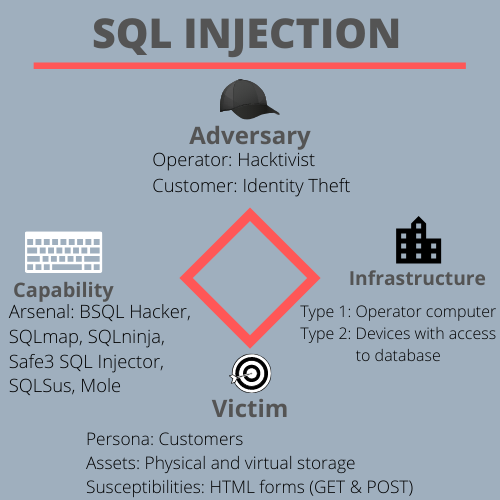 SQL INJECTION
Adversary
Operator: Hacktivist
Customer: Identity Theft
Capability
Arsenal: BSQL Hacker,
SQLmap, SQLninja,
Safe3 SQL Injector,
SQLSus, Mole
Infrastructure
Type 1: Operator computer
Type 2: Devices with access
to database
Victim
Persona: Customers
Assets: Physical and virtual storage
Susceptibilities: HTML forms (GET & POST)